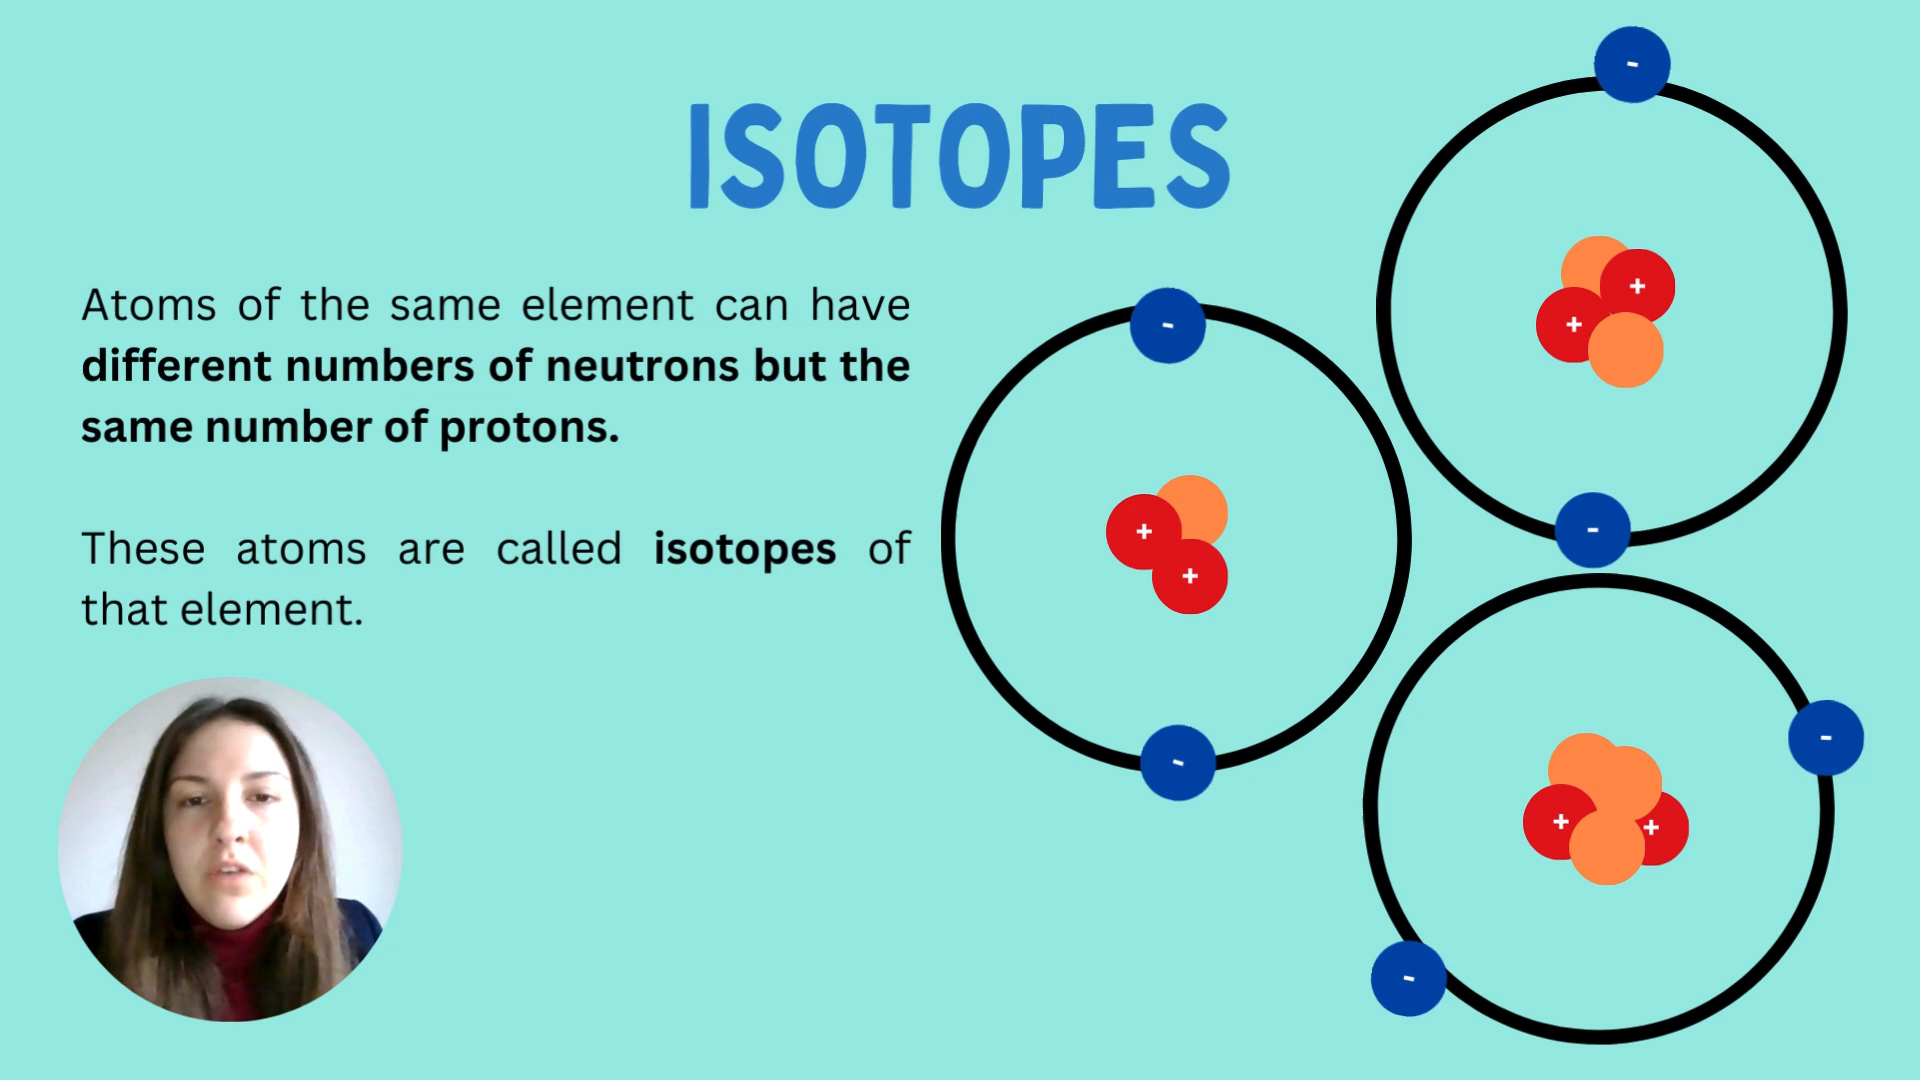 ISOTOPES
Atoms of the same element can have
different numbers of neutrons but the
same number of protons.
These atoms are called isotopes of
that element.
-
-
+
+
-
-
+
+
-
+
+
-